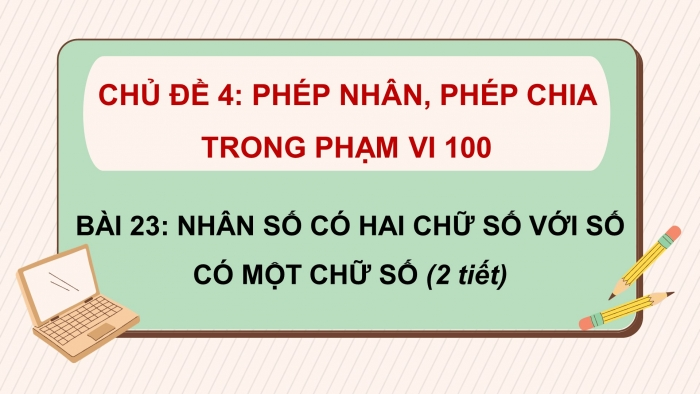 CHỦ ĐỀ 4: PHÉP NHÂN, PHÉP CHIA
TRONG PHẠM VI 100
BÀI 23: NHÂN SỐ CÓ HAI CHỮ SỐ VỚI SỐ
CÓ MỘT CHỮ SỐ (2 tiết)